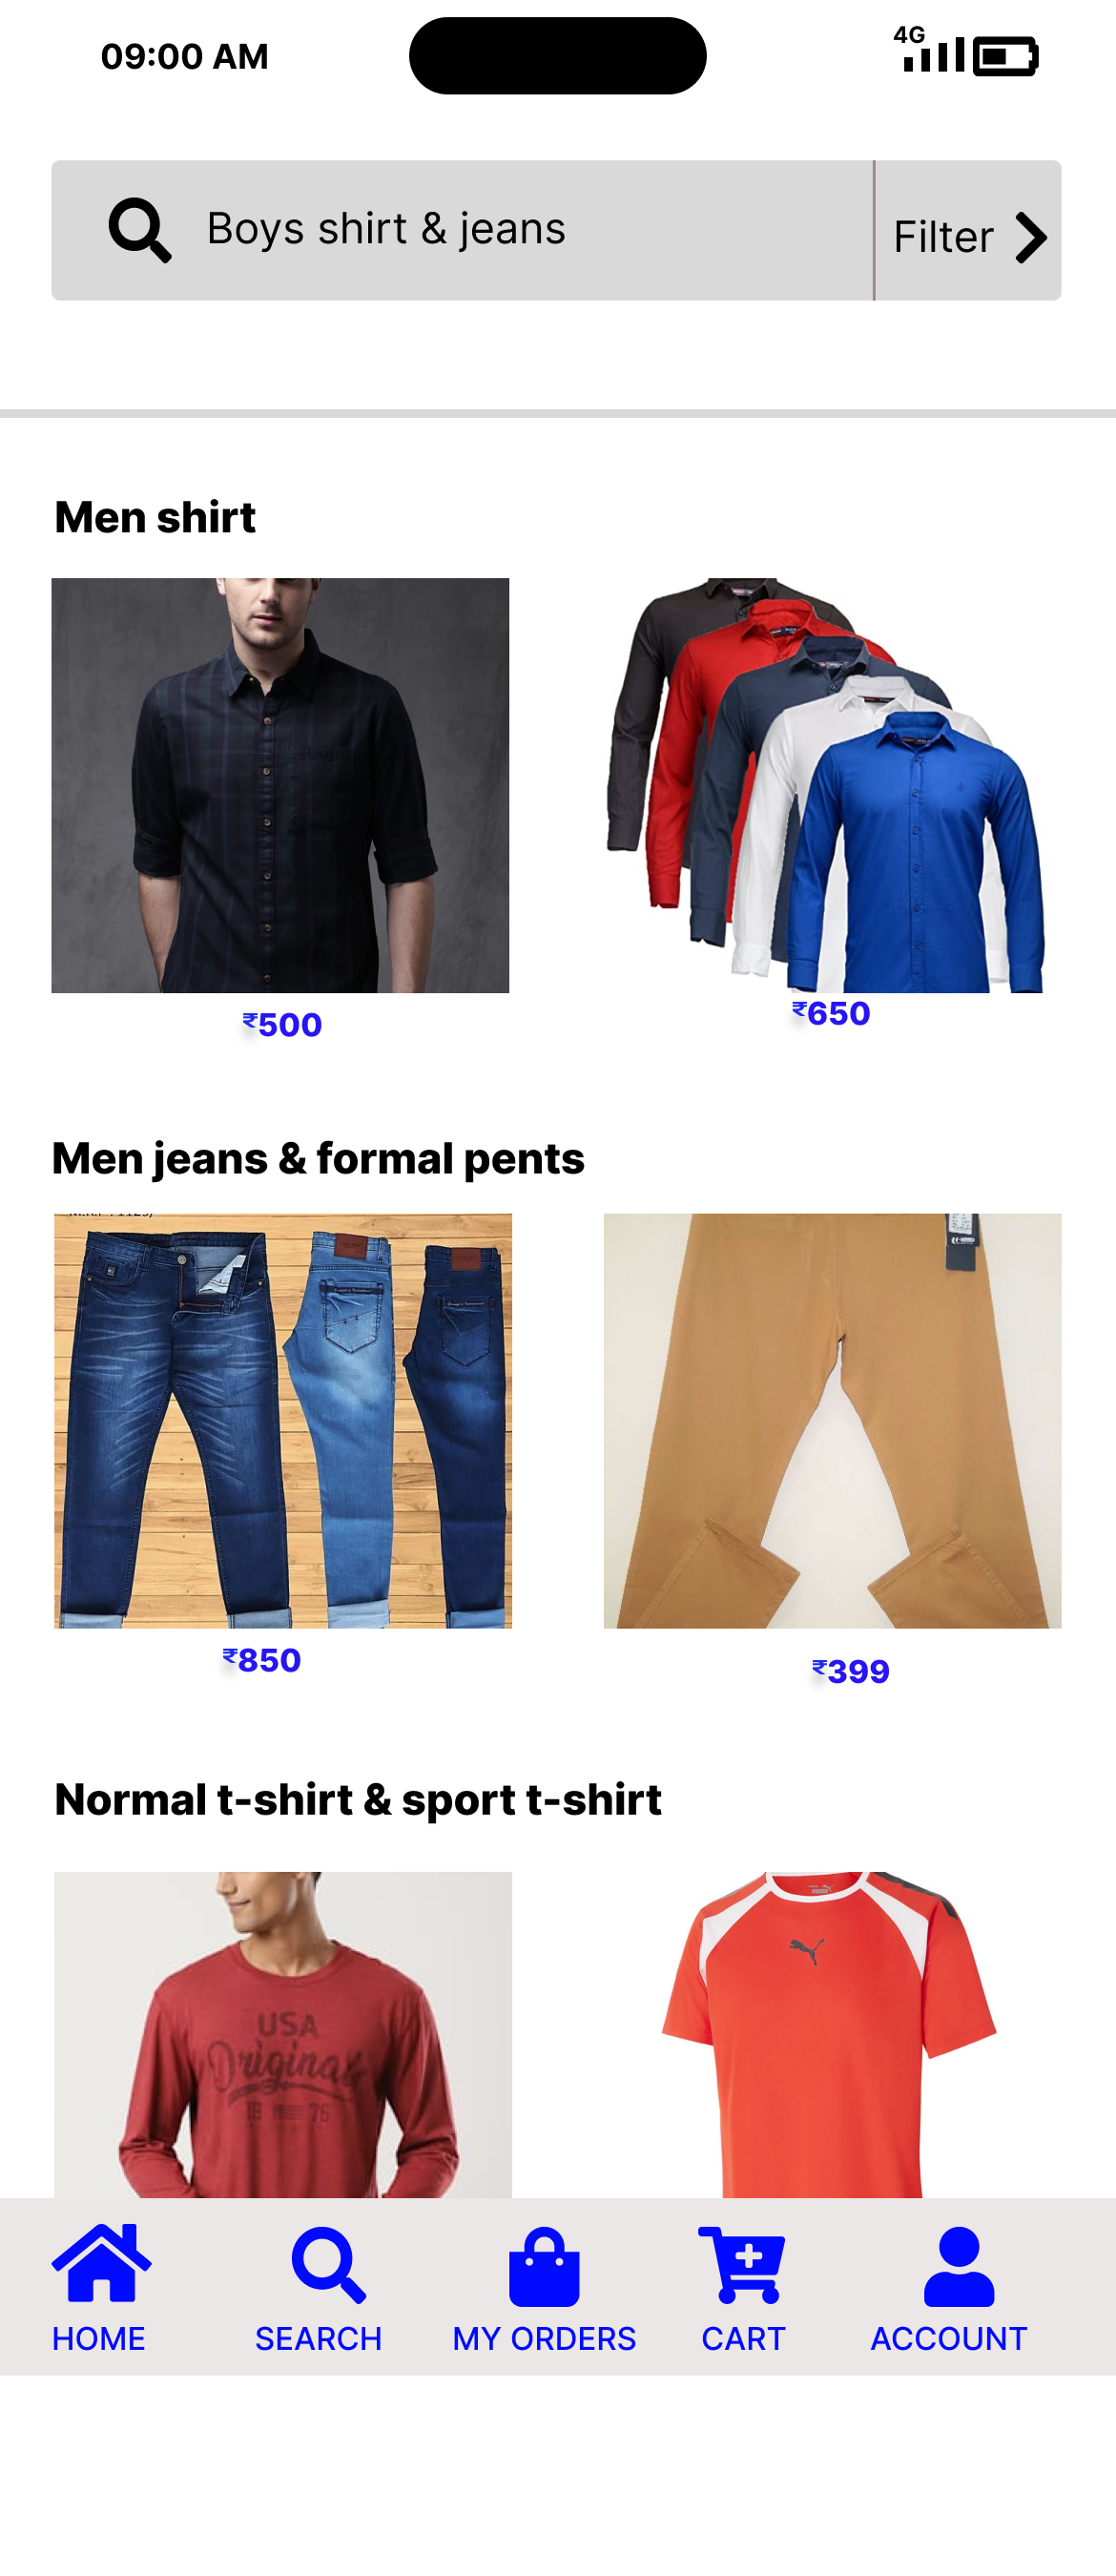 09:00 AM
4G
Boys shirt & jeans
Filter
Men shirt
₹500
₹650
Men jeans & formal pents
₹850
₹399
Normal t-shirt & sport t-shirt
USA
Originals
HOME
SEARCH
MY ORDERS
CART
ACCOUNT